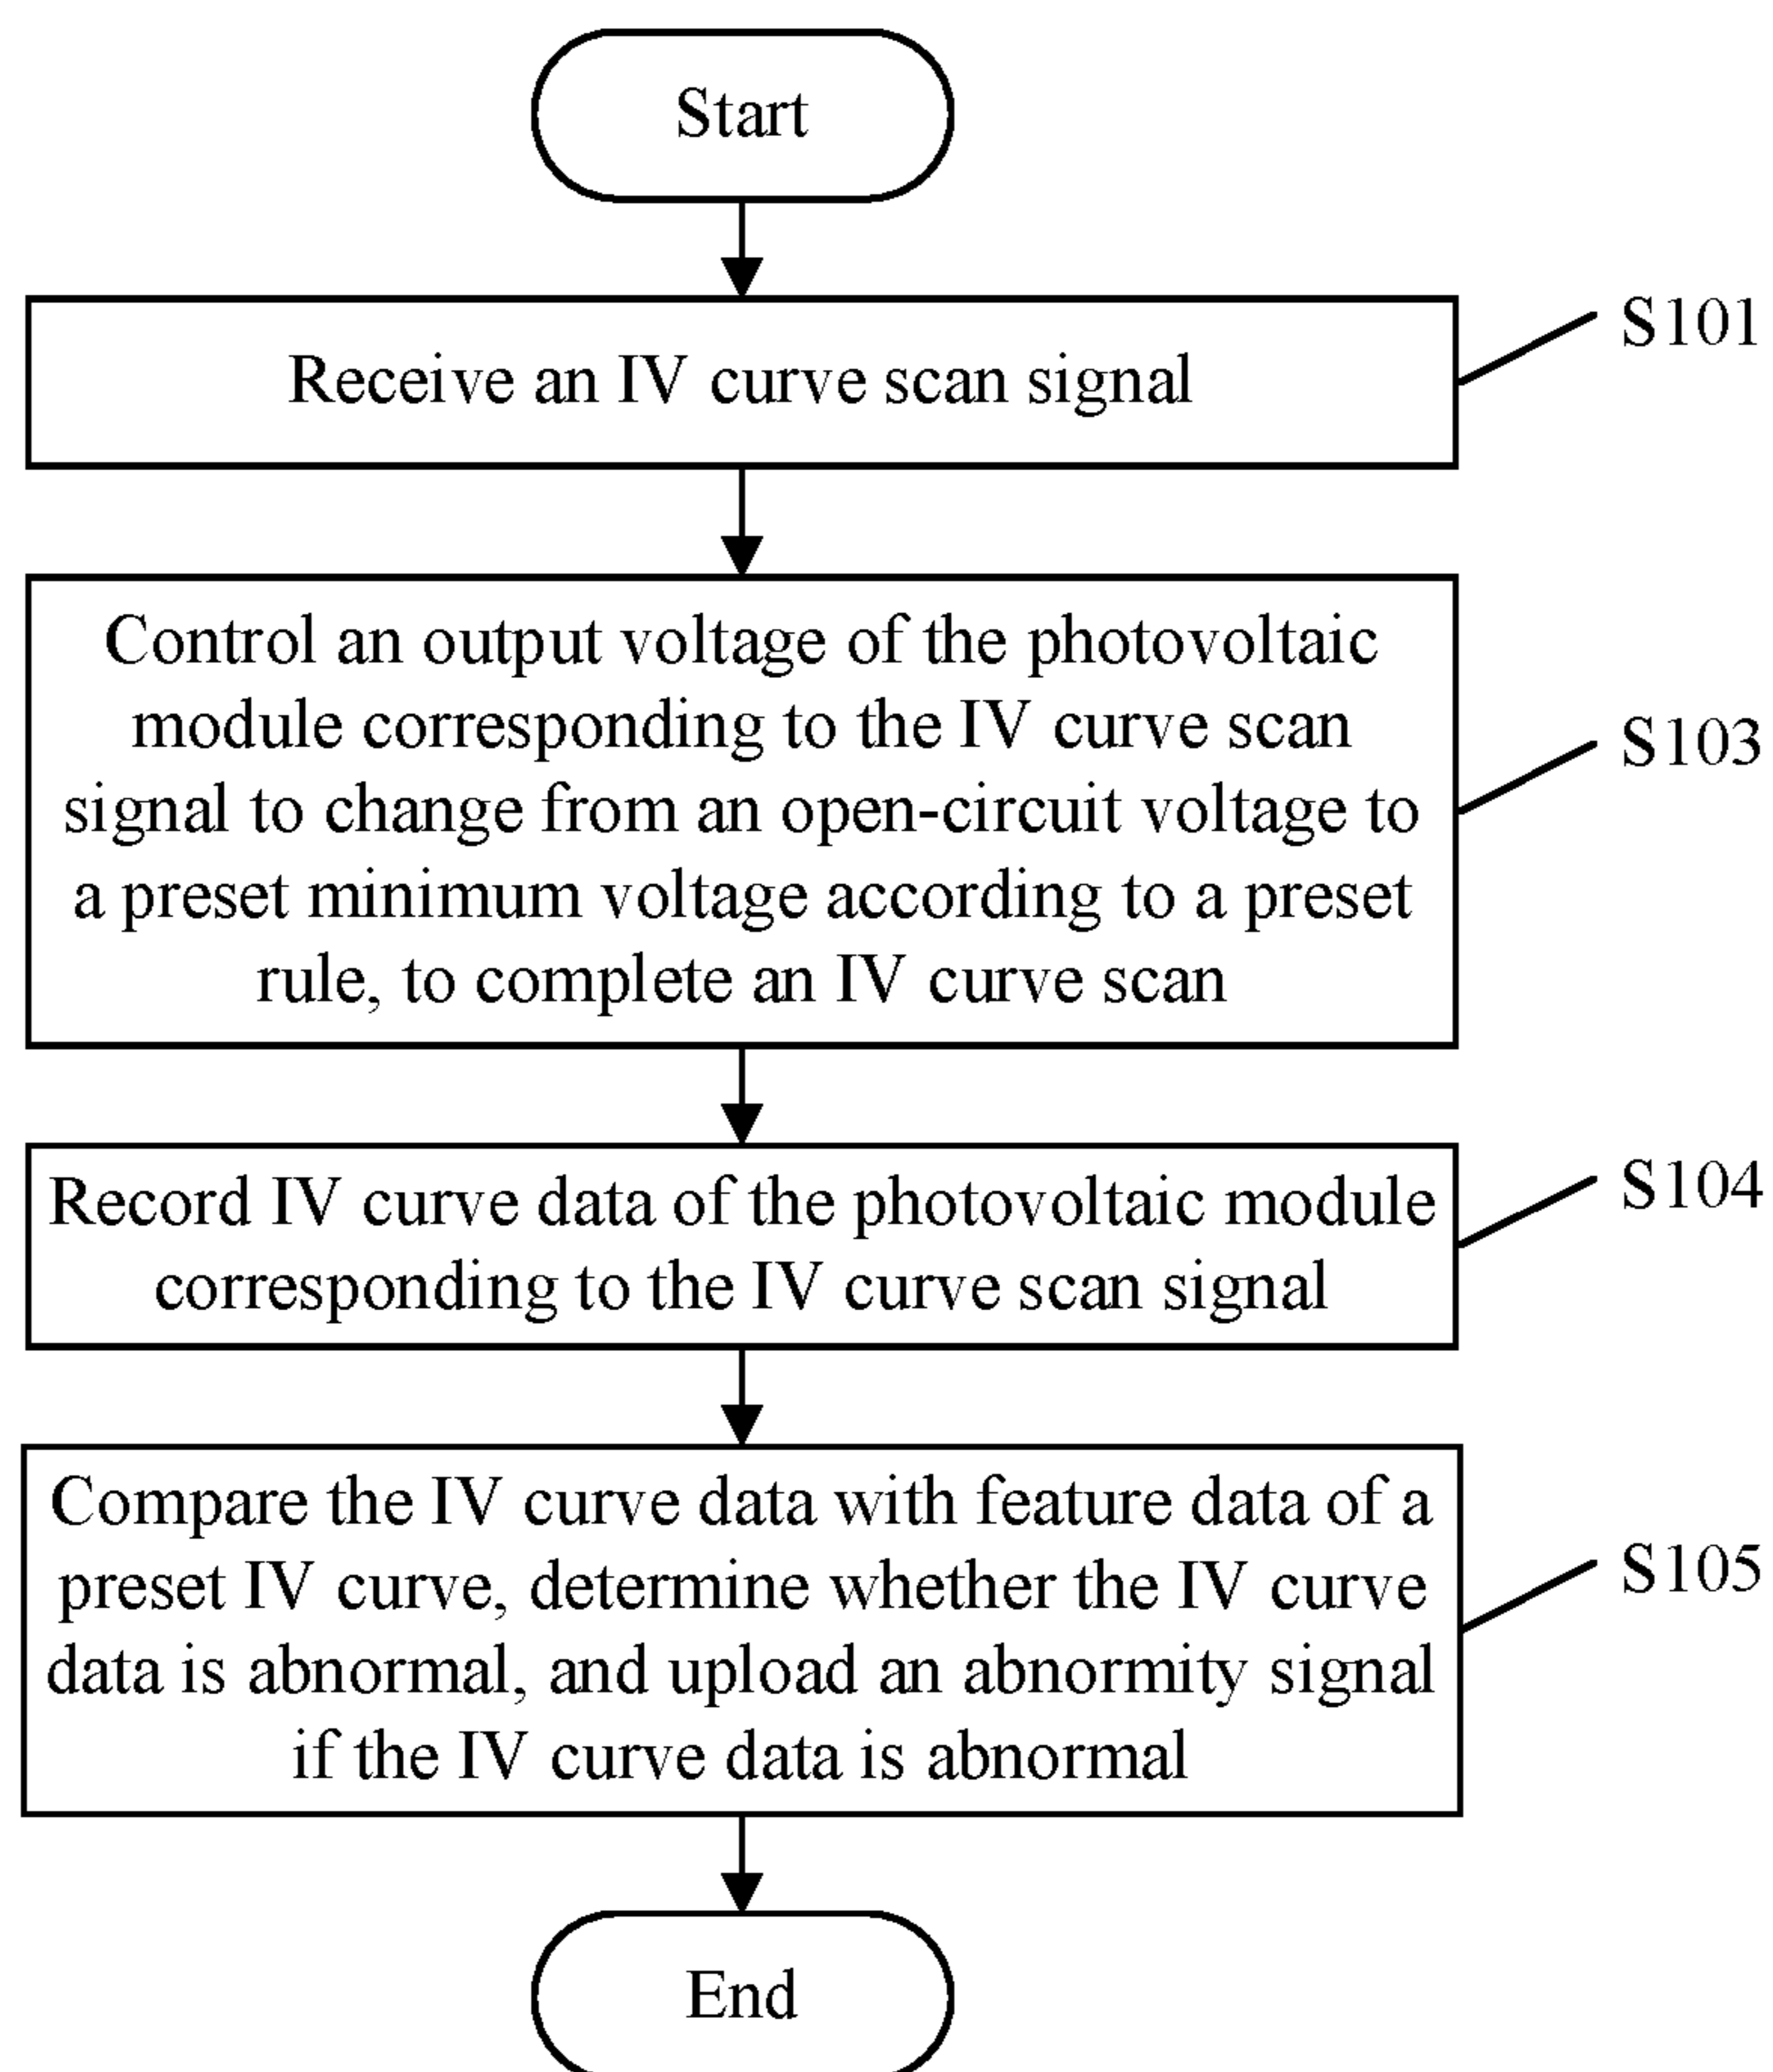 Start
Receive an IV curve scan signal
S101
Control an output voltage of the photovoltaic
module corresponding to the IV curve scan
signal to change from an open-circuit voltage to
a preset minimum voltage according to a preset
rule, to complete an IV curve scan
S103
Record IV curve data of the photovoltaic module
corresponding to the IV curve scan signal
S104
Compare the IV curve data with feature data of a
preset IV curve, determine whether the IV curve
data is abnormal, and upload an abnormity signal
if the IV curve data is abnormal
S105
End